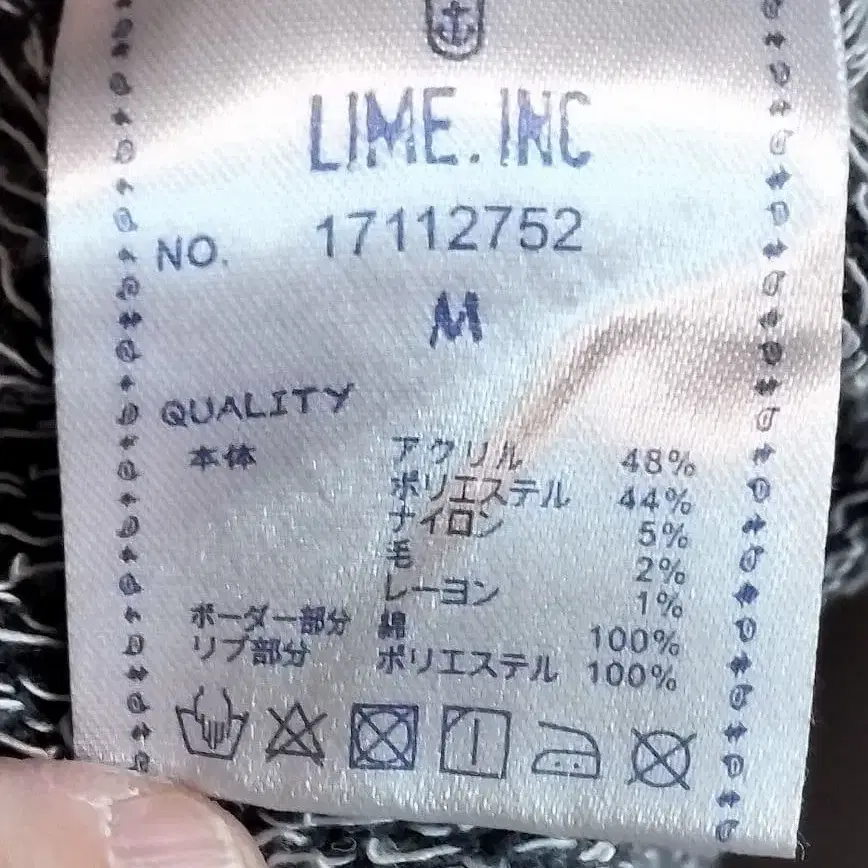 LIME.INC
NO. 17112752
M
QUALITY
本体 アクリル 48%
ポリエステル 44%
ナイロン 5%
毛 2%
レーヨン 1%
ボーダー部分 綿 100%
リブ部分 ポリエステル 100%